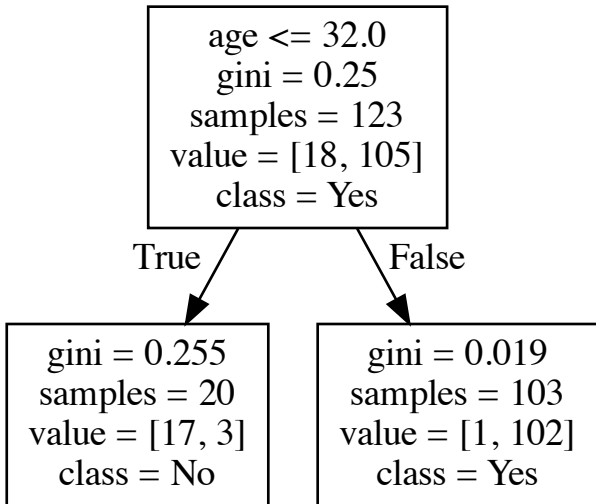 age <= 32.0
gini = 0.25
samples = 123
value = [18, 105]
class = Yes
True
False
gini = 0.255
samples = 20
value = [17, 3]
class = No
gini = 0.019
samples = 103
value = [1, 102]
class = Yes